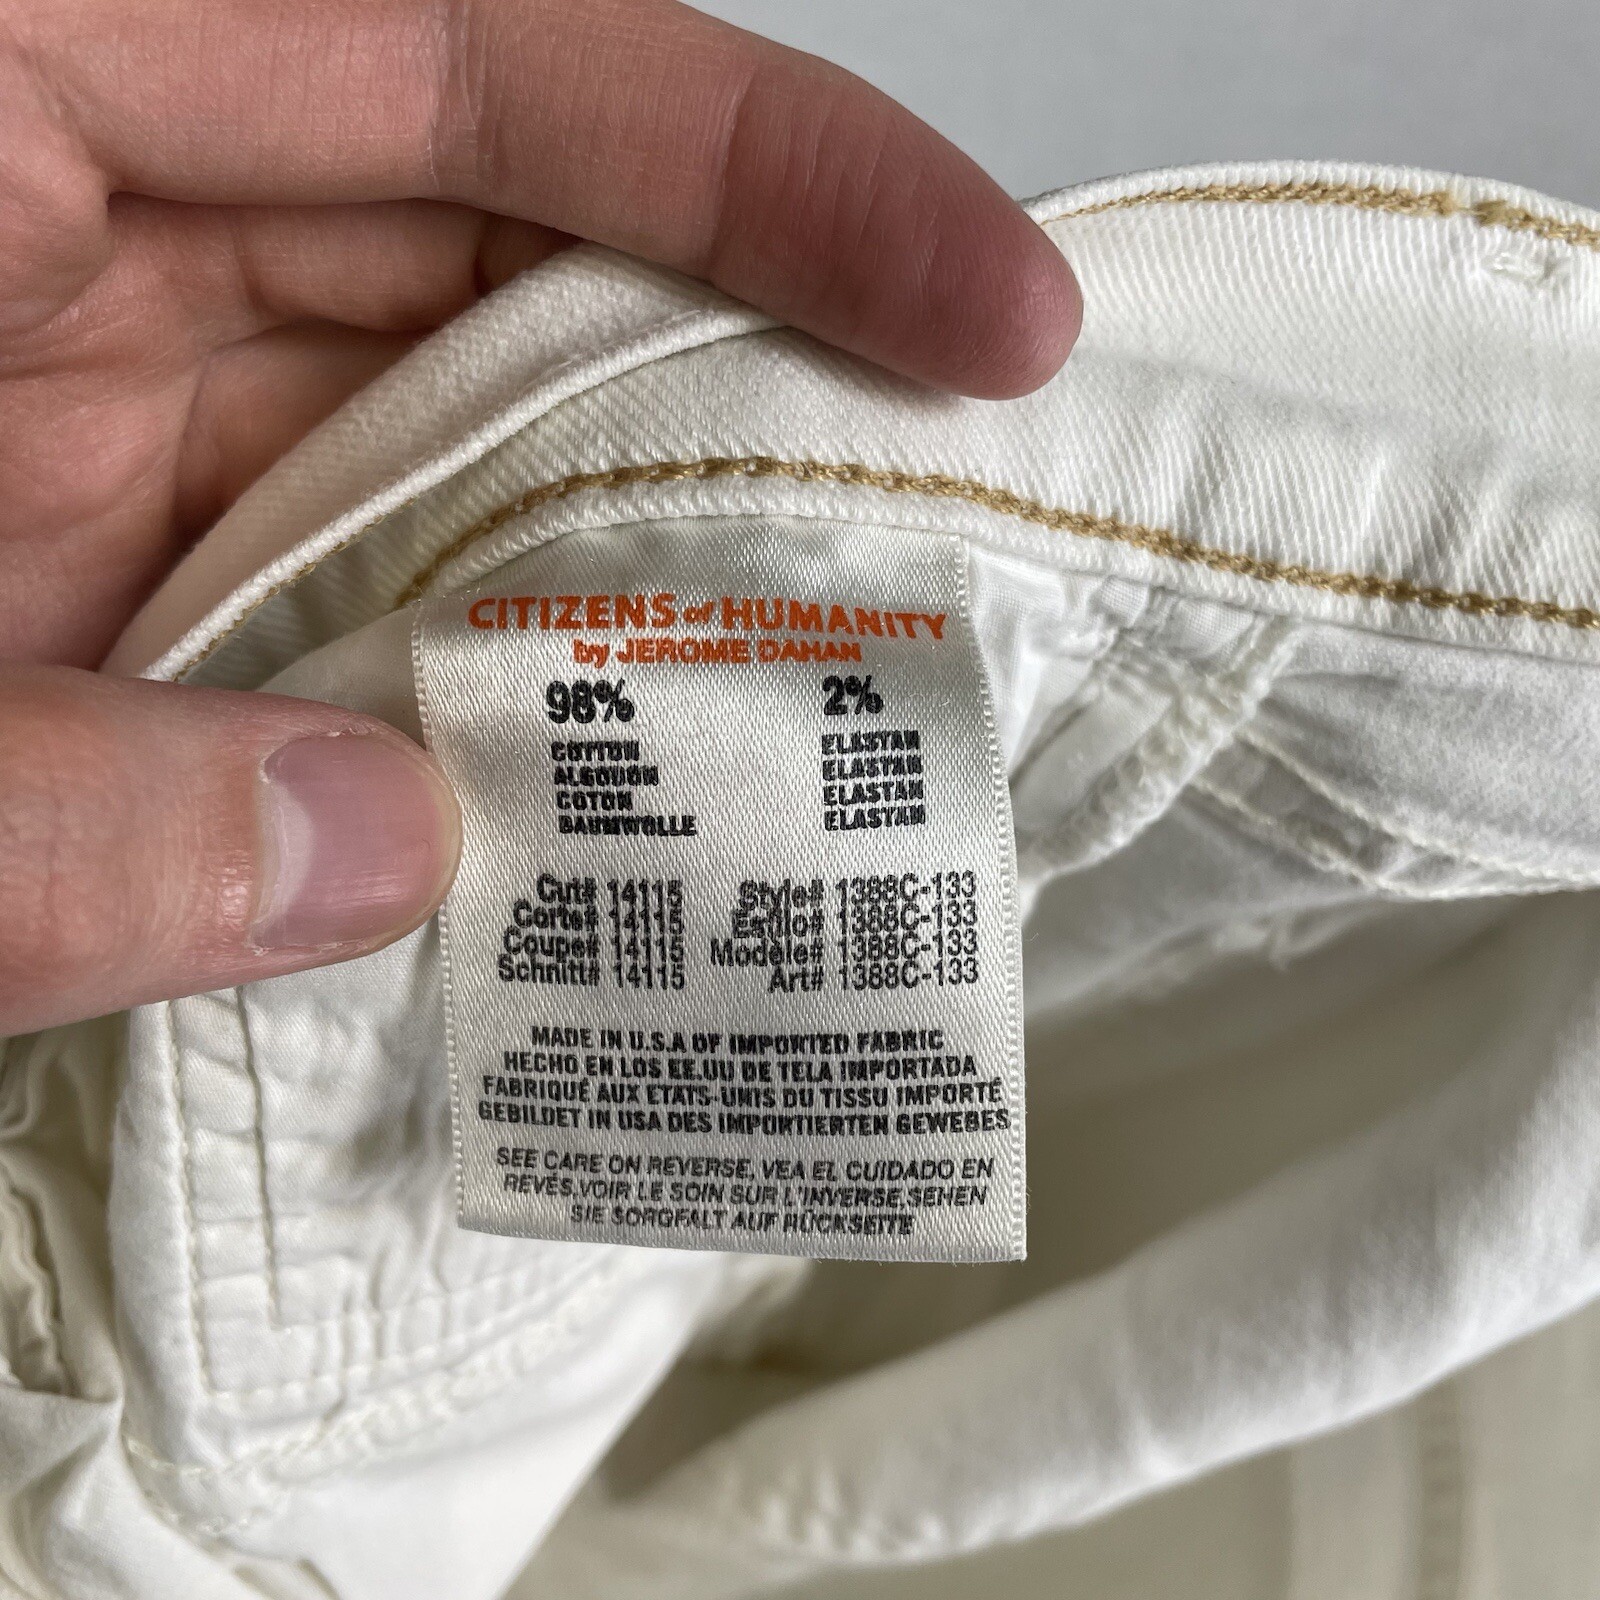 CITIZENS of HUMANITY
by JEROME DAHAN
98% 2%
COTTON ELASTAN
ALGODON ELASTAN
COTON ELASTAN
BAUMWOLLE ELASTAN
Cut# 14115 Style# 1388C-133
Corte# 14115 Estilo# 1388C-133
Coupe# 14115 Modele# 1388C-133
Schnitt# 14115 Art# 1388C-133
MADE IN U.S.A OF IMPORTED FABRIC
HECHO EN LOS EE.UU DE TELA IMPORTADA
FABRIQUÉ AUX ETATS-UNIS DU TISSU IMPORTÉ
GEBILDET IN USA DES IMPORTIERTEN GEWEBES
SEE CARE ON REVERSE, VEA EL CUIDADO EN
REVÉS,VOIR LE SOIN SUR L'INVERSE,SEHEN
SIE SORGFALT AUF RÜCKSEITE